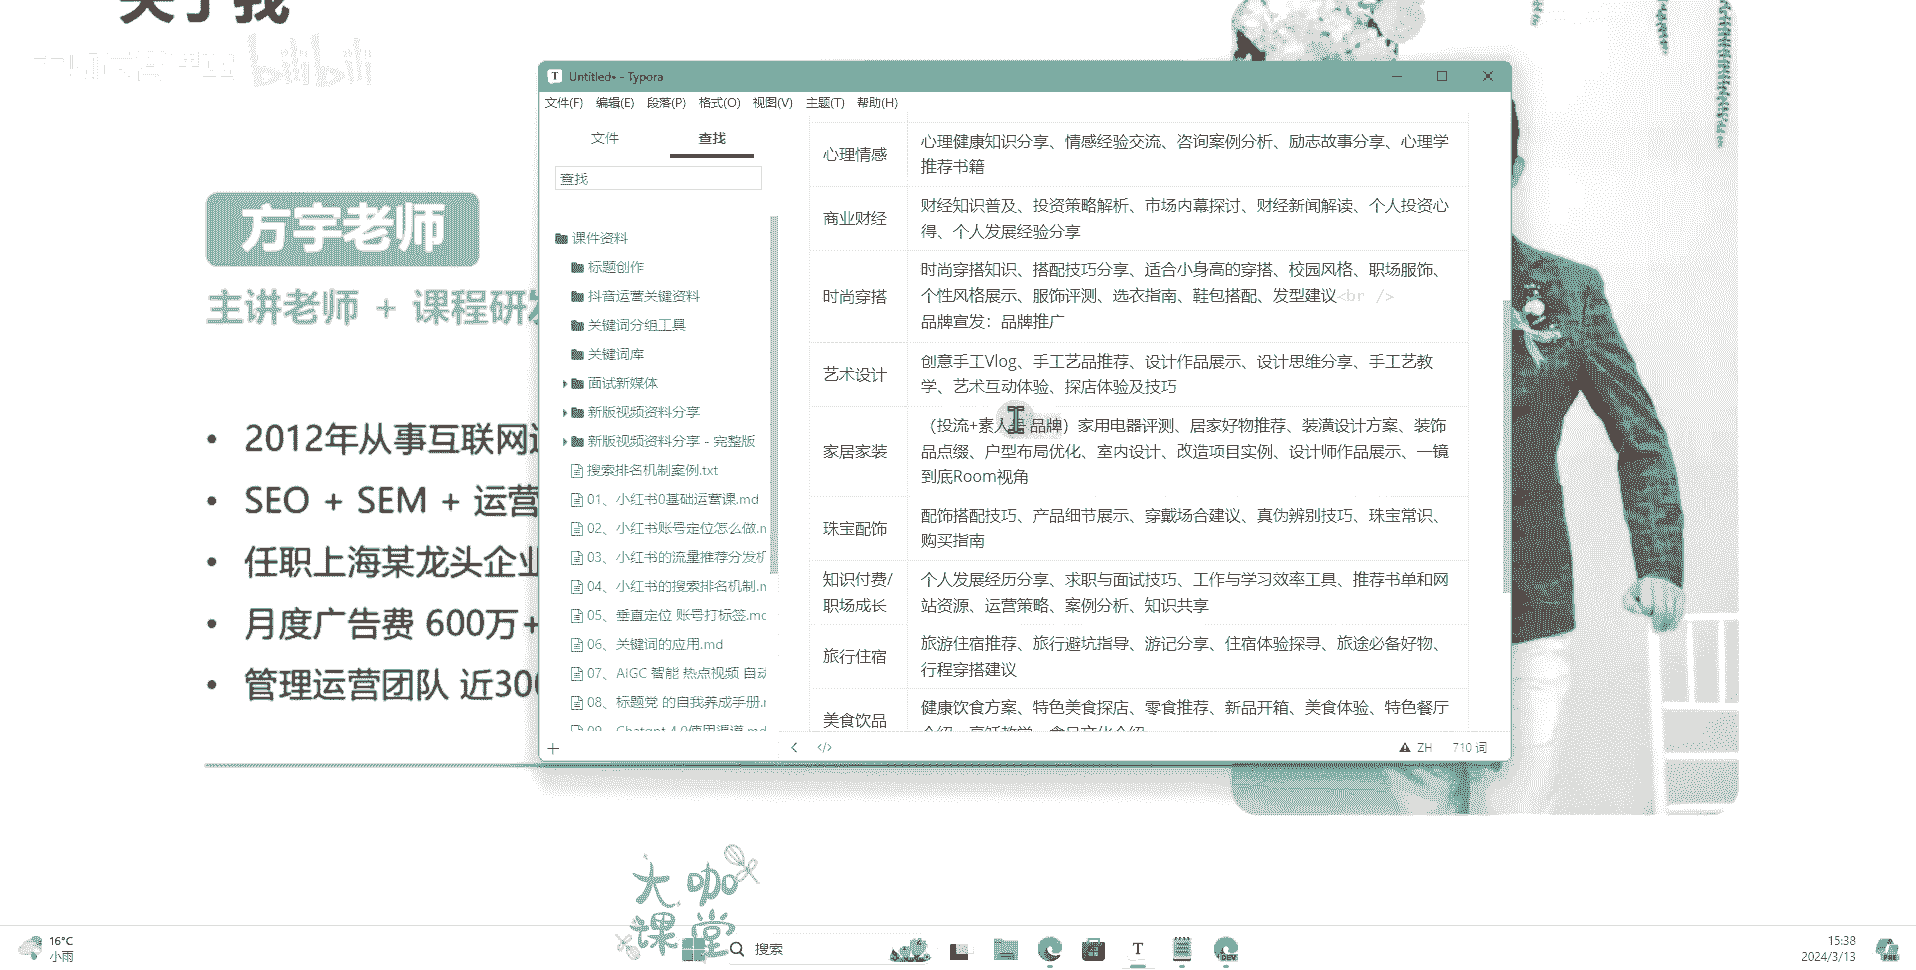 关于我
bilibili
方宇老师
主讲老师 + 课程研发
2012年从事互联网
SEO + SEM + 运营
任职上海某龙头企业
月度广告费 600万+
管理运营团队 近300
Untitled• - Typora
文件(F) 编辑(E) 段落(P) 格式(O) 视图(V) 主题(T) 帮助(H)
文件 查找
查找
课件资料
标题创作
抖音运营关键资料
关键词分组工具
关键词库
面试新媒体
新版视频资料分享
新版视频资料分享 - 完整版
搜索排名机制案例.txt
01、小红书0基础运营课.md
02、小红书账号定位怎么做.m
03、小红书的流量推荐分发机
04、小红书的搜索排名机制.m
05、垂直定位 账号打标签.md
06、关键词的应用.md
07、AIGC 智能 热点视频 自动
08、标题党 的自我养成手册.m
09、Chatgpt 4.0使用渠道.md
心理情感
心理健康知识分享、情感经验交流、咨询案例分析、励志故事分享、心理学
推荐书籍
商业财经
财经知识普及、投资策略解析、市场内幕探讨、财经新闻解读、个人投资心
得、个人发展经验分享
时尚穿搭
时尚穿搭知识、搭配技巧分享、适合小身高的穿搭、校园风格、职场服饰、
个性风格展示、服饰评测、选衣指南、鞋包搭配、发型建议<br />
品牌宣发：品牌推广
艺术设计
创意手工Vlog、手工艺品推荐、设计作品展示、设计思维分享、手工艺教
学、艺术互动体验、探店体验及技巧
家居家装
（投流+素人 品牌）家用电器评测、居家好物推荐、装潢设计方案、装饰
品点缀、户型布局优化、室内设计、改造项目实例、设计师作品展示、一镜
到底Room视角
珠宝配饰
配饰搭配技巧、产品细节展示、穿戴场合建议、真伪辨别技巧、珠宝常识、
购买指南
知识付费/
职场成长
个人发展经历分享、求职与面试技巧、工作与学习效率工具、推荐书单和网
站资源、运营策略、案例分析、知识共享
旅行住宿
旅游住宿推荐、旅行避坑指导、游记分享、住宿体验探寻、旅途必备好物、
行程穿搭建议
美食饮品
健康饮食方案、特色美食探店、零食推荐、新品开箱、美食体验、特色餐厅
介绍、烹饪教学、食品文化介绍
ZH 710 词
大咖
课堂
16°C
小雨
搜索
15:38
2024/3/13